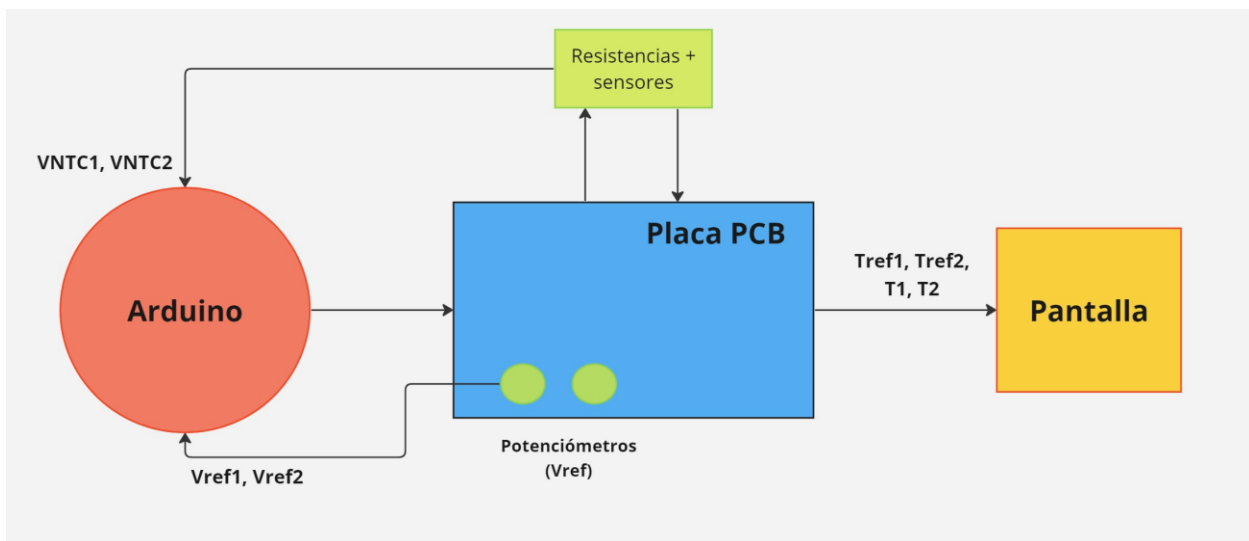 Resistencias +
sensores
VNTC1, VNTC2
Placa PCB
Tref1, Tref2,
T1, T2
Arduino
Pantalla
Potenciómetros
(Vref)
Vref1, Vref2